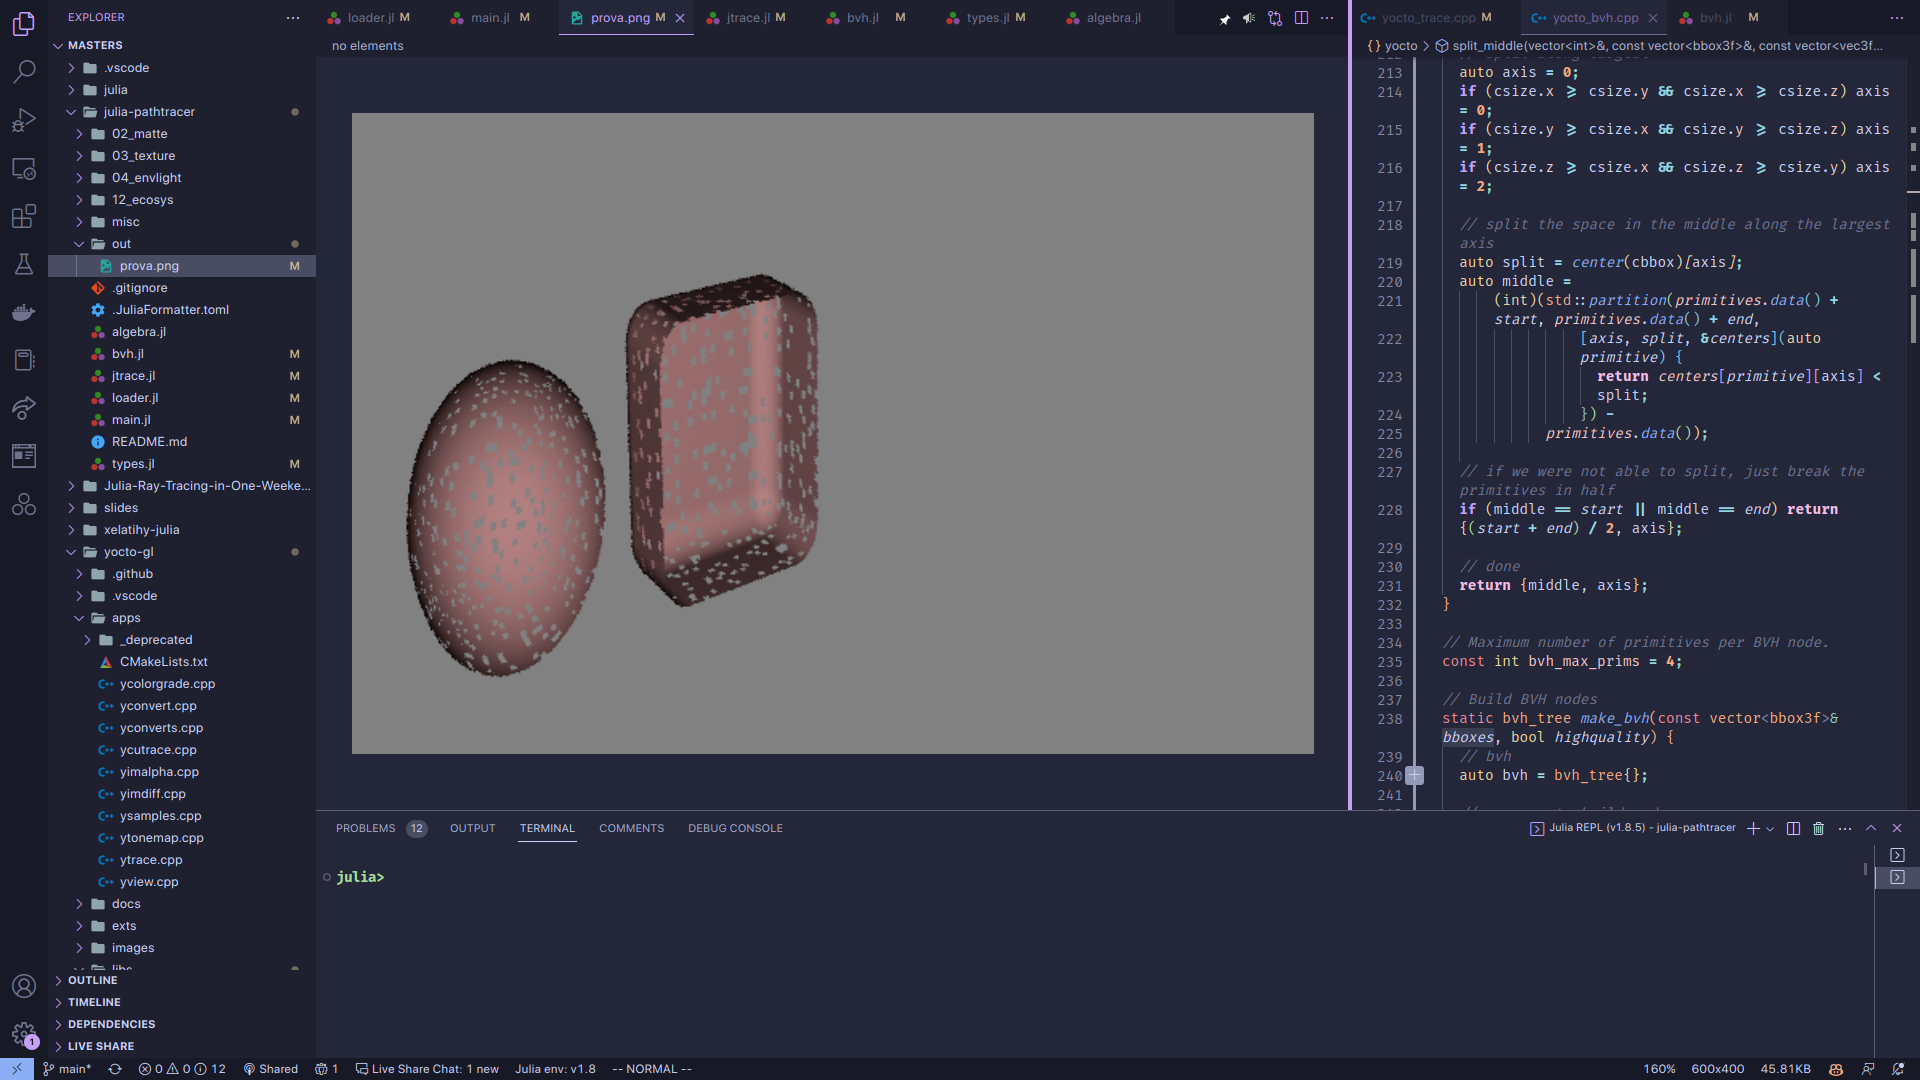 EXPLORER
MASTERS
.vscode
julia
julia-pathtracer
02_matte
03_texture
04_envlight
12_ecosys
misc
out
prova.png M
.gitignore
.JuliaFormatter.toml
algebra.jl
bvh.jl M
jtrace.jl M
loader.jl M
main.jl M
README.md
types.jl M
Julia-Ray-Tracing-in-One-Weeke...
slides
xelatihy-julia
yocto-gl
.github
.vscode
apps
_deprecated
CMakeLists.txt
ycolorgrade.cpp
yconvert.cpp
yconverts.cpp
ycutrace.cpp
yimalpha.cpp
yimdiff.cpp
ysamples.cpp
ytonemap.cpp
ytrace.cpp
yview.cpp
docs
exts
images
libs
OUTLINE
TIMELINE
DEPENDENCIES
LIVE SHARE
loader.jl M main.jl M prova.png M jtrace.jl M bvh.jl M types.jl M algebra.jl
no elements
yocto_trace.cpp M yocto_bvh.cpp bvh.jl M
{} yocto > split_middle(vector<int>&, const vector<bbox3f>&, const vector<vec3f...
213 auto axis = 0;
214 if (csize.x ≥ csize.y && csize.x ≥ csize.z) axis
= 0;
215 if (csize.y ≥ csize.x && csize.y ≥ csize.z) axis
= 1;
216 if (csize.z ≥ csize.x && csize.z ≥ csize.y) axis
= 2;
217
218 // split the space in the middle along the largest
axis
219 auto split = center(cbbox)[axis];
220 auto middle =
221 (int)(std::partition(primitives.data() +
start, primitives.data() + end,
222 [axis, split, &centers](auto
primitive) {
223 return centers[primitive][axis] <
split;
224 }) -
225 primitives.data());
226
227 // if we were not able to split, just break the
primitives in half
228 if (middle == start || middle == end) return
{(start + end) / 2, axis};
229
230 // done
231 return {middle, axis};
232 }
233
234 // Maximum number of primitives per BVH node.
235 const int bvh_max_prims = 4;
236
237 // Build BVH nodes
238 static bvh_tree make_bvh(const vector<bbox3f>&
bboxes, bool highquality) {
239 // bvh
240 auto bvh = bvh_tree{};
241
PROBLEMS 12 OUTPUT TERMINAL COMMENTS DEBUG CONSOLE
Julia REPL (v1.8.5) - julia-pathtracer
julia>
1
main* 0 0 12 Shared 1 Live Share Chat: 1 new Julia env: v1.8 -- NORMAL --
160% 600x400 45.81KB